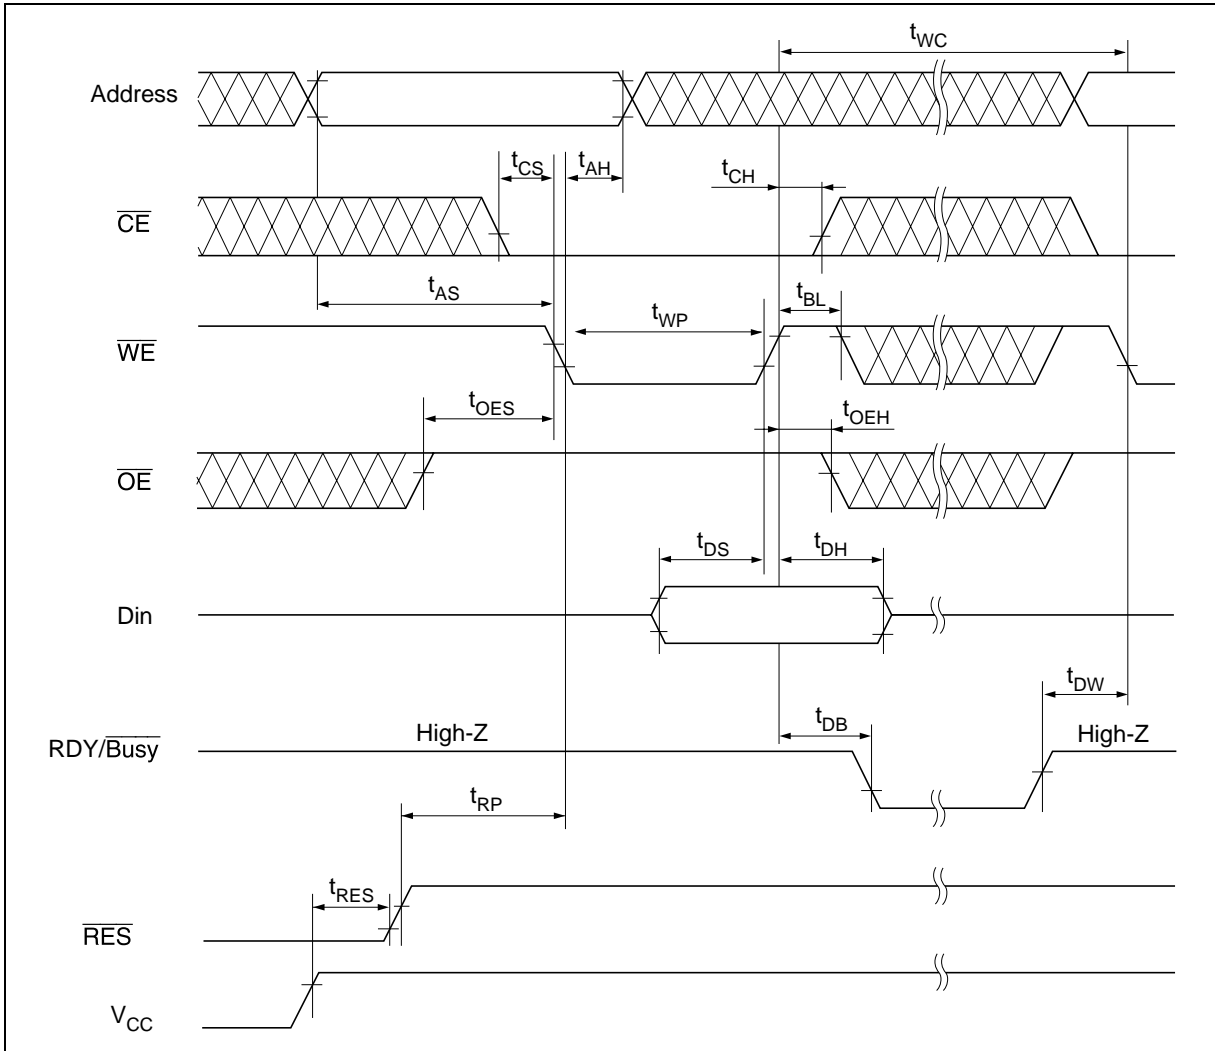 tWC
Address
tCS
tAH
tCH
CE
tAS
tBL
tWP
WE
tOES
tOEH
OE
tDS
tDH
Din
tDW
tDB
High-Z
High-Z
RDY/Busy
tRP
tRES
RES
VCC